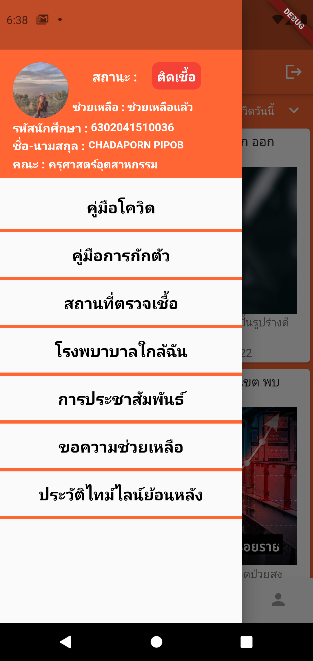 6:38
DEBUG
สถานะ :
ติดเชื้อ
ช่วยเหลือ : ช่วยเหลือแล้ว
รหัสนักศึกษา : 6302041510036
ชื่อ-นามสกุล : CHADAPORN PIPOB
คณะ : ครุศาสตร์อุตสาหกรรม
วิดวันนี้
คู่มือโควิด
ก ออก
คู่มือการกักตัว
สถานที่ตรวจเชื้อ
ป็นรูปร่างดี
โรงพบาบาลใกล้ฉัน
22
เขต พบ
การประชาสัมพันธ์
ขอความช่วยเหลือ
ประวัติไทม์ไลน์ย้อนหลัง
อยราย
ดป่วยสูง